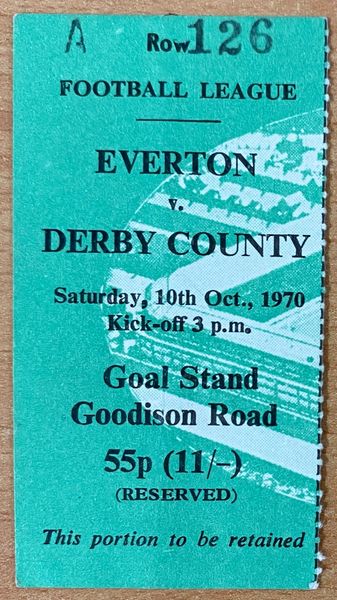 A Row 126
FOOTBALL LEAGUE
EVERTON
v.
DERBY COUNTY
Saturday, 10th Oct., 1970
Kick-off 3 p.m.
Goal Stand
Goodison Road
55p (11/–)
(RESERVED)
This portion to be retained